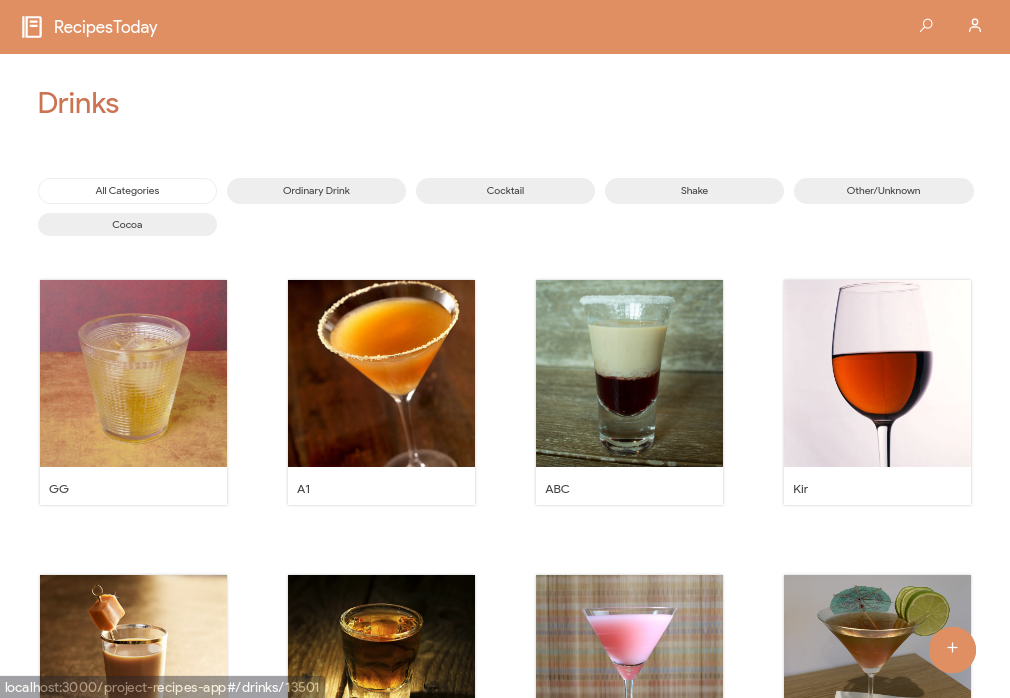 RecipesToday
Drinks
All Categories
Ordinary Drink
Cocktail
Shake
Other/Unknown
Cocoa
GG
A1
ABC
Kir
+
localhost:3000/project-recipes-app#/drinks/13501